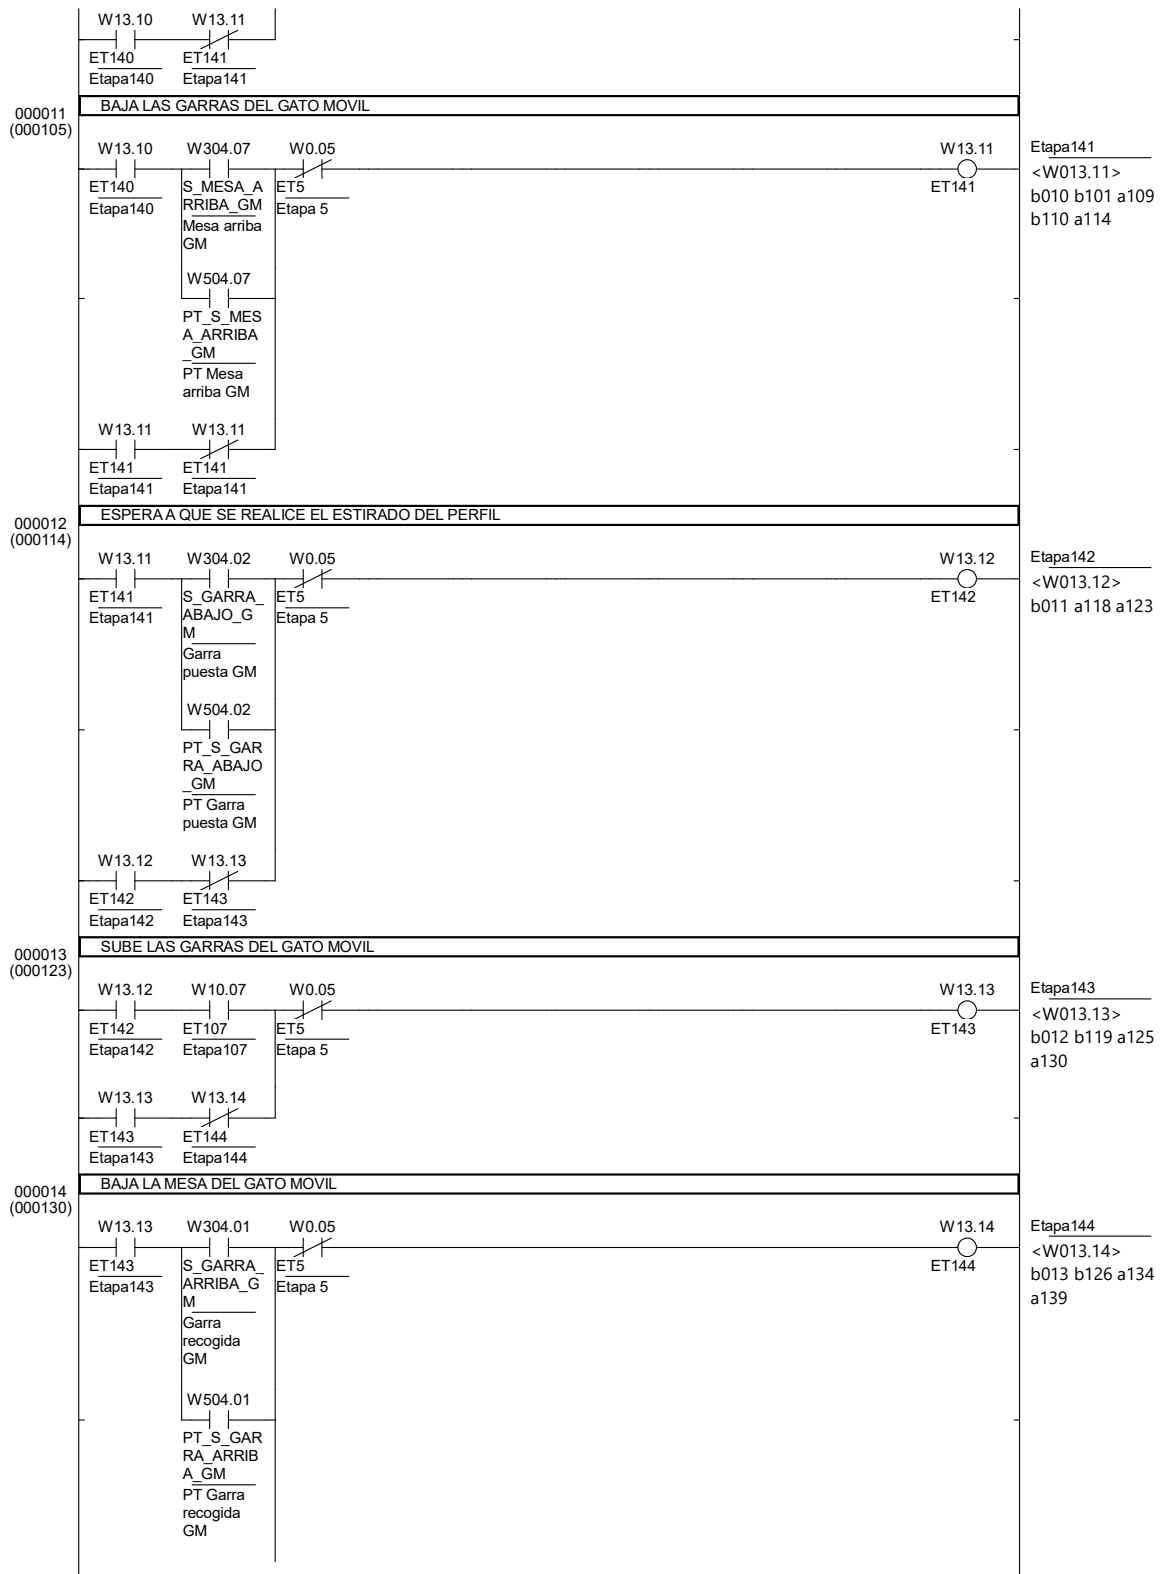 W13.10 W13.11
ET140 ET141
Etapa140 Etapa141
000011 BAJA LAS GARRAS DEL GATO MOVIL
(000105)
W13.10 W304.07 W0.05 W13.11 Etapa141
ET140 S_MESA_A ET5 ET141 <W013.11>
Etapa140 RRIBA_GM Etapa 5 b010 b101 a109
Mesa arriba b110 a114
GM
W504.07
PT_S_MES
A_ARRIBA
_GM
PT Mesa
arriba GM
W13.11 W13.11
ET141 ET141
Etapa141 Etapa141
000012 ESPERA A QUE SE REALICE EL ESTIRADO DEL PERFIL
(000114)
W13.11 W304.02 W0.05 W13.12 Etapa142
ET141 S_GARRA_ ET5 ET142 <W013.12>
Etapa141 ABAJO_G Etapa 5 b011 a118 a123
M
Garra
puesta GM
W504.02
PT_S_GAR
RA_ABAJO
_GM
PT Garra
puesta GM
W13.12 W13.13
ET142 ET143
Etapa142 Etapa143
000013 SUBE LAS GARRAS DEL GATO MOVIL
(000123)
W13.12 W10.07 W0.05 W13.13 Etapa143
ET142 ET107 ET5 ET143 <W013.13>
Etapa142 Etapa107 Etapa 5 b012 b119 a125
a130
W13.13 W13.14
ET143 ET144
Etapa143 Etapa144
000014 BAJA LA MESA DEL GATO MOVIL
(000130)
W13.13 W304.01 W0.05 W13.14 Etapa144
ET143 S_GARRA_ ET5 ET144 <W013.14>
Etapa143 ARRIBA_G Etapa 5 b013 b126 a134
M a139
Garra
recogida
GM
W504.01
PT_S_GAR
RA_ARRIB
A_GM
PT Garra
recogida
GM